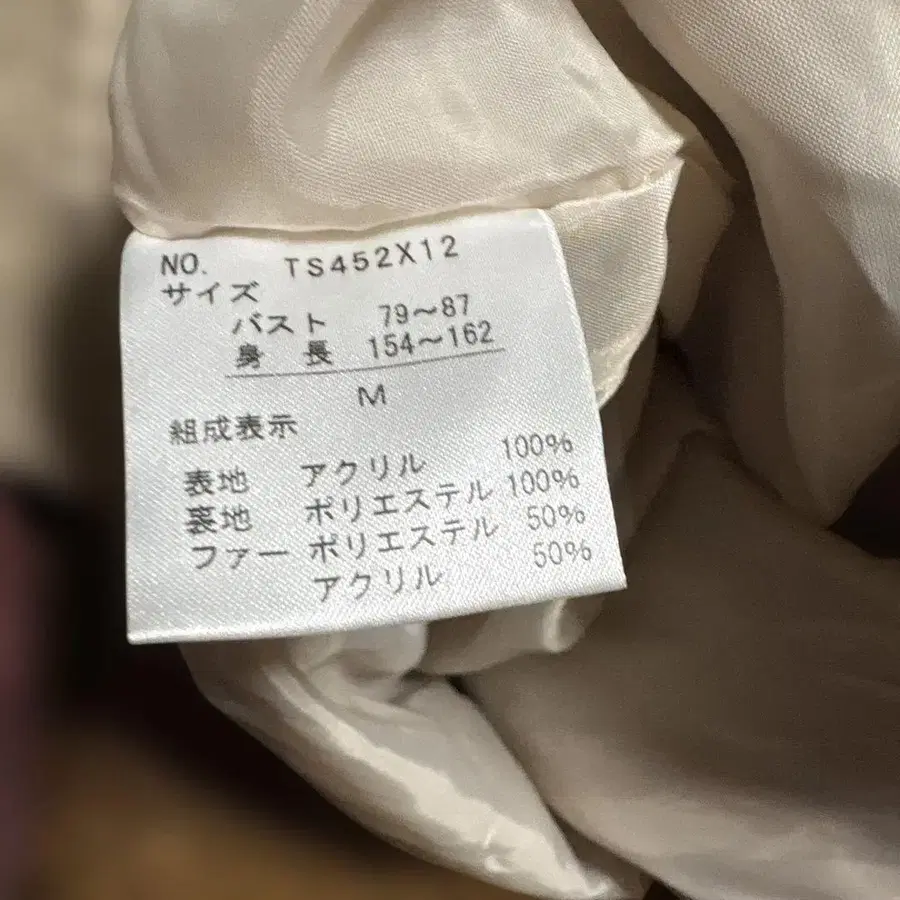 NO. TS452X12
サイズ
バスト 79～87
身長 154～162
M
組成表示
表地 アクリル 100%
裏地 ポリエステル 100%
ファー ポリエステル 50%
アクリル 50%